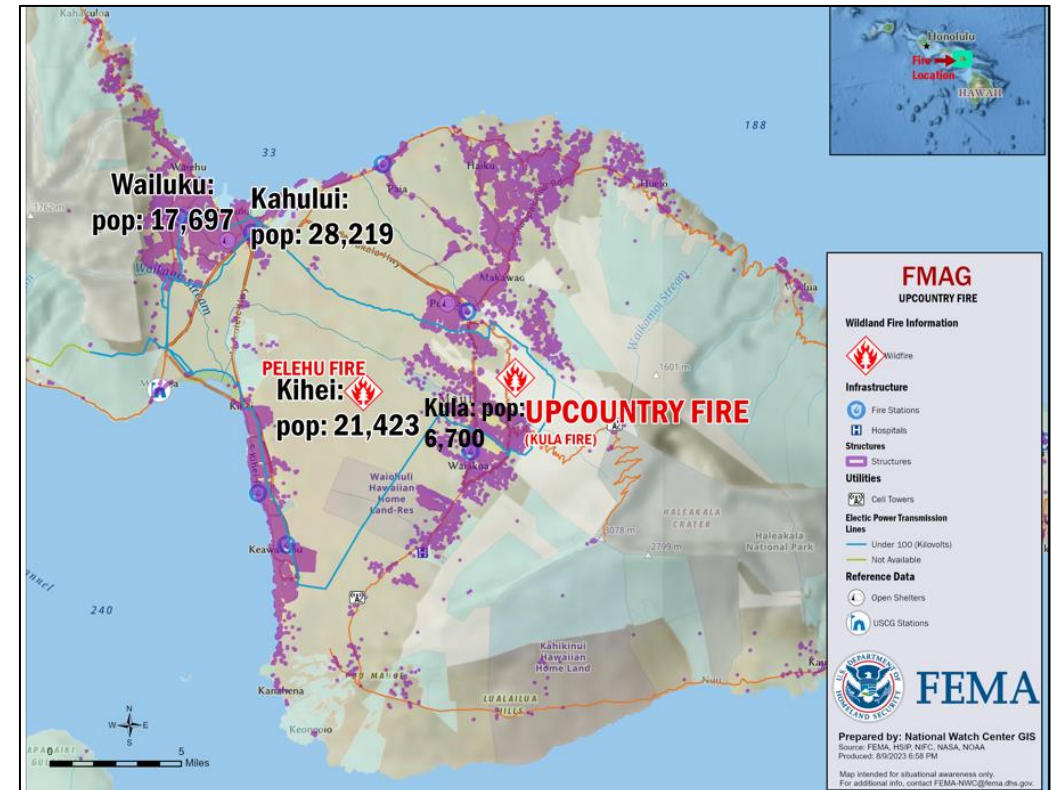 Kahakuloa
Honolulu
Fire
Location
HAWAII
188
33
Waiehu
Haiku
Paia
Huelo
Wailuku:
pop: 17,697
Kahului:
pop: 28,219
Waikamoi Stream
Makawao
1601 m
PELEHU FIRE
Kihei:
pop: 21,423
Kula: pop:
6,700
UPCOUNTRY FIRE
(KULA FIRE)
Waiakoa
Waiohuli
Hawaiian
Home
Land-Res
HALEAKALA
CRATER
3078 m
2799 m
Haleakala
National Park
240
Kahikinui
Hawaiian
Home Land
LUALAILUA
HILLS
Kanahena
Keoneoio
N
W
E
S
0
5
Miles
FMAG
UPCOUNTRY FIRE
Wildland Fire Information
Wildfire
Infrastructure
Fire Stations
H
Hospitals
Structures
Structures
Utilities
Cell Towers
Electic Power Transmission
Lines
Under 100 (Kilovolts)
Not Available
Reference Data
Open Shelters
USCG Stations
U.S. DEPARTMENT OF
HOMELAND SECURITY
FEMA
Prepared by: National Watch Center GIS
Source: FEMA, HSIP, NIFC, NASA, NOAA
Produced: 8/9/2023 6:58 PM
Map intended for situational awareness only.
For additional info, contact FEMA-NWC@fema.dhs.gov.